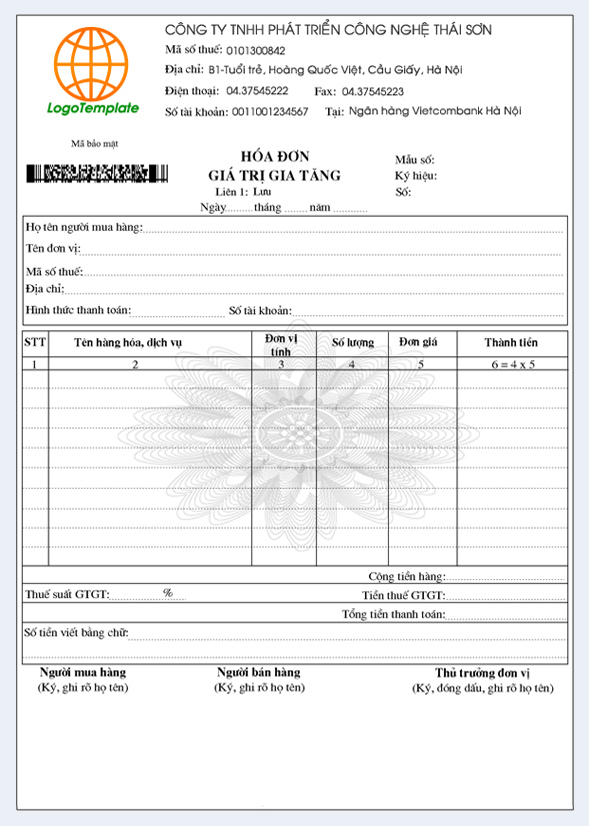 LogoTemplate
CÔNG TY TNHH PHÁT TRIỂN CÔNG NGHỆ THÁI SƠN
Mã số thuế: 0101300842
Địa chỉ: B1-Tuổi trẻ, Hoàng Quốc Việt, Cầu Giấy, Hà Nội
Điện thoại: 04.37545222 Fax: 04.37545223
Số tài khoản: 0011001234567 Tại: Ngân hàng Vietcombank Hà Nội
Mã bảo mật
HÓA ĐƠN
GIÁ TRỊ GIA TĂNG
Liên 1: Lưu
Ngày..........tháng ........ năm ............
Mẫu số:
Ký hiệu:
Số:
Họ tên người mua hàng:
Tên đơn vị:
Mã số thuế:
Địa chỉ:
Hình thức thanh toán: Số tài khoản:
STT Tên hàng hóa, dịch vụ Đơn vị tính Số lượng Đơn giá Thành tiền
1 2 3 4 5 6 = 4 x 5
Cộng tiền hàng:
Thuế suất GTGT: % Tiền thuế GTGT:
Tổng tiền thanh toán:
Số tiền viết bằng chữ:
Người mua hàng Người bán hàng Thủ trưởng đơn vị
(Ký, ghi rõ họ tên) (Ký, ghi rõ họ tên) (Ký, đóng dấu, ghi rõ họ tên)